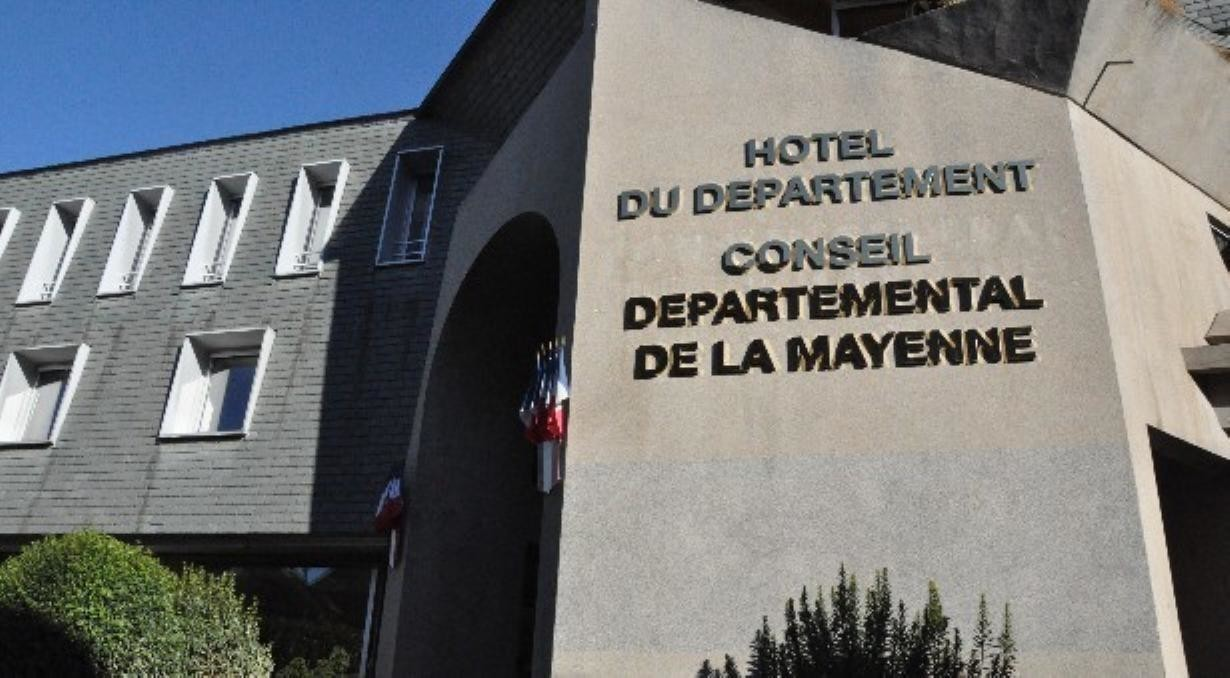 HOTEL
DU DEPARTEMENT
CONSEIL
DEPARTEMENTAL
DE LA MAYENNE